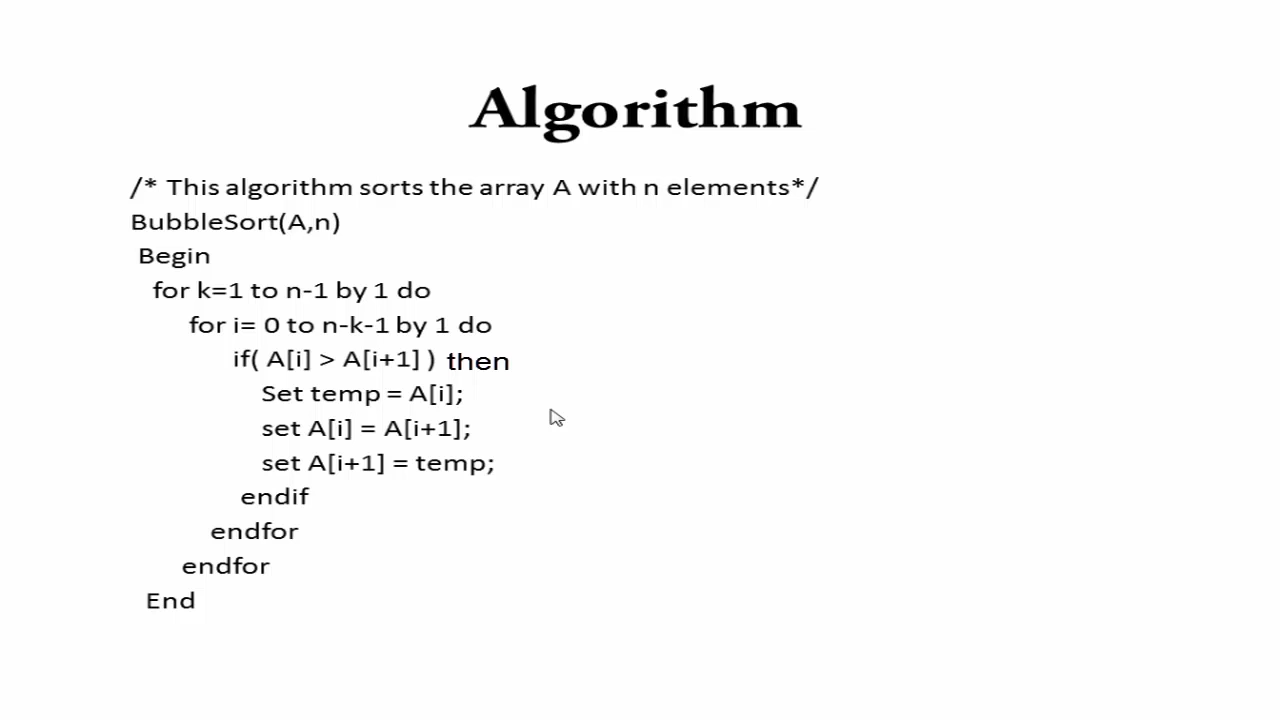 Algorithm
/* This algorithm sorts the array A with n elements*/
BubbleSort(A,n)
Begin
for k=1 to n-1 by 1 do
for i= 0 to n-k-1 by 1 do
if( A[i] > A[i+1] ) then
Set temp = A[i];
set A[i] = A[i+1];
set A[i+1] = temp;
endif
endfor
endfor
End